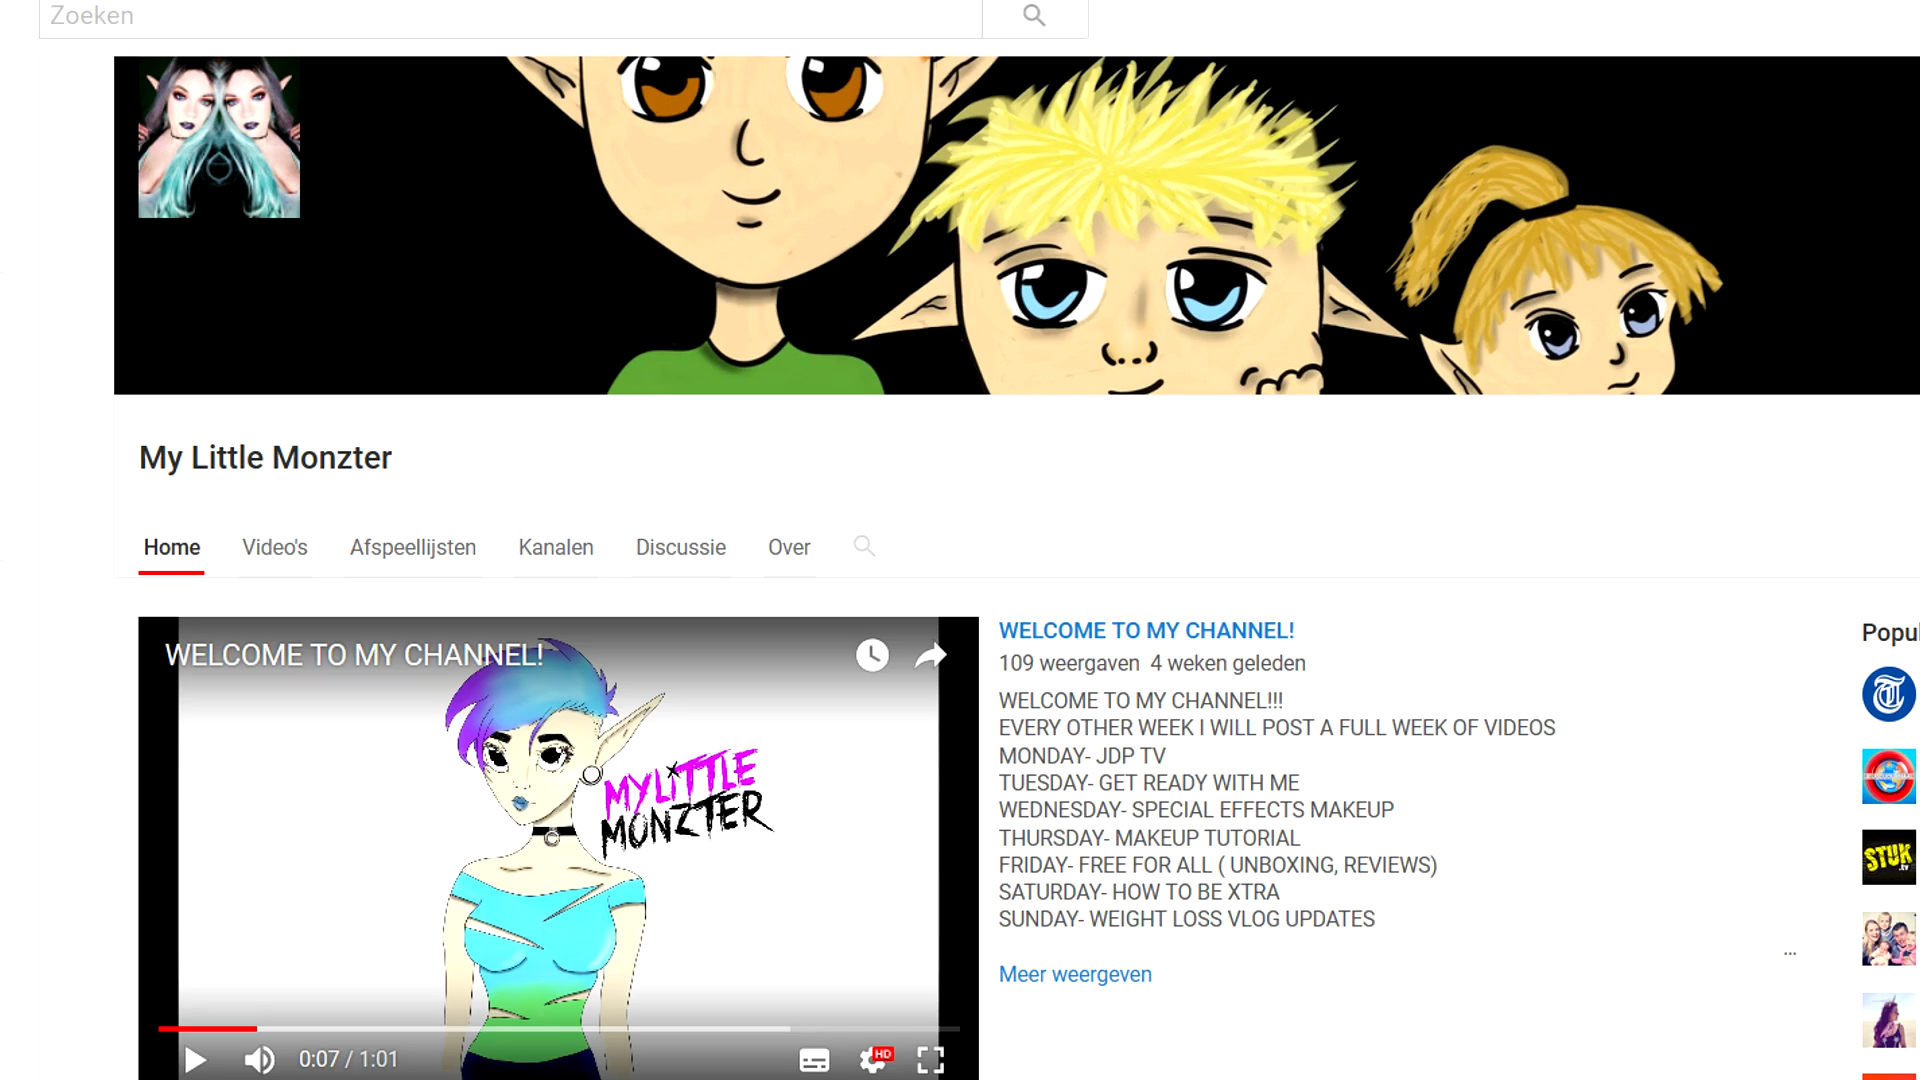 Zoeken
My Little Monzter
Home Video's Afspeellijsten Kanalen Discussie Over
WELCOME TO MY CHANNEL!
MYLiTTLE
MONZTER
0:07 / 1:01
HD
WELCOME TO MY CHANNEL!
109 weergaven 4 weken geleden
WELCOME TO MY CHANNEL!!!
EVERY OTHER WEEK I WILL POST A FULL WEEK OF VIDEOS
MONDAY- JDP TV
TUESDAY- GET READY WITH ME
WEDNESDAY- SPECIAL EFFECTS MAKEUP
THURSDAY- MAKEUP TUTORIAL
FRIDAY- FREE FOR ALL ( UNBOXING, REVIEWS)
SATURDAY- HOW TO BE XTRA
SUNDAY- WEIGHT LOSS VLOG UPDATES
...
Meer weergeven
Popul
T
STUK
.tv